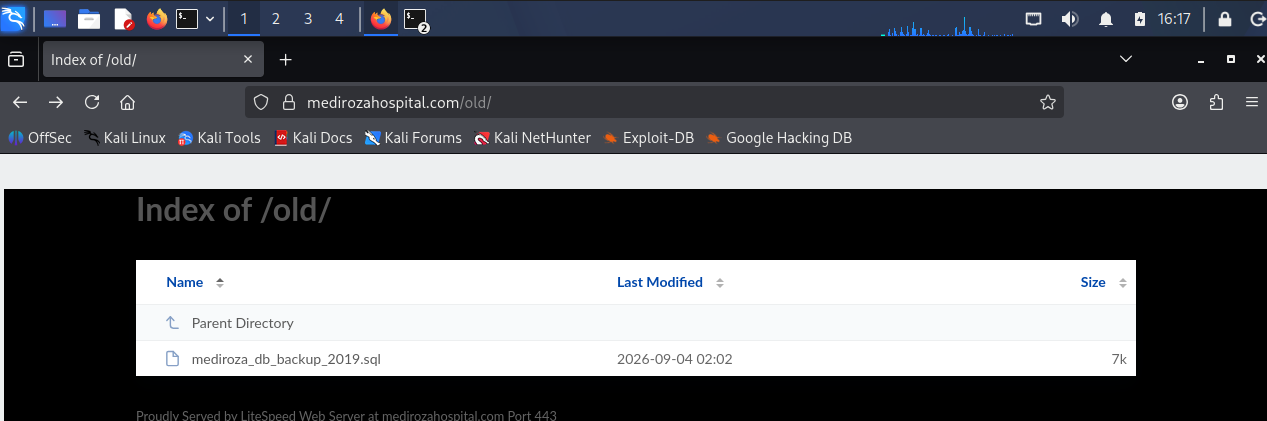 1 2 3 4 2 16:17
Index of /old/
medirozahospital.com/old/
OffSec Kali Linux Kali Tools Kali Docs Kali Forums Kali NetHunter Exploit-DB Google Hacking DB
Index of /old/
Name Last Modified Size
Parent Directory
mediroza_db_backup_2019.sql 2026-09-04 02:02 7k
Proudly Served by LiteSpeed Web Server at medirozahospital.com Port 443